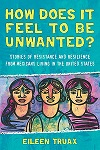 HOW DOES IT
FEEL TO BE
UNWANTED?
STORIES OF RESISTANCE AND RESILIENCE
FROM MEXICANS LIVING IN THE UNITED STATES
EILEEN TRUAX